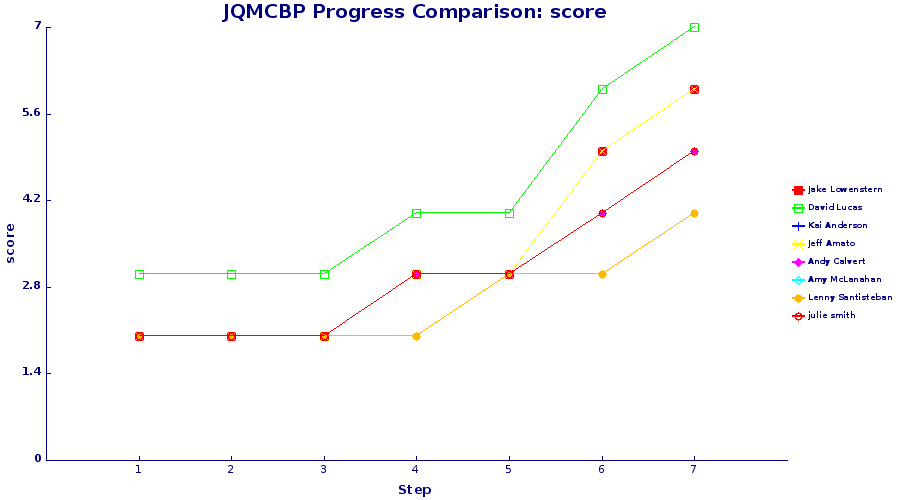 JQMCBP Progress Comparison: score
7
5.6
4.2
2.8
1.4
0
score
1 2 3 4 5 6 7
Step
Jake Lowenstern
David Lucas
Kai Anderson
Jeff Amato
Andy Calvert
Amy McLanahan
Lenny Santisteban
julie smith